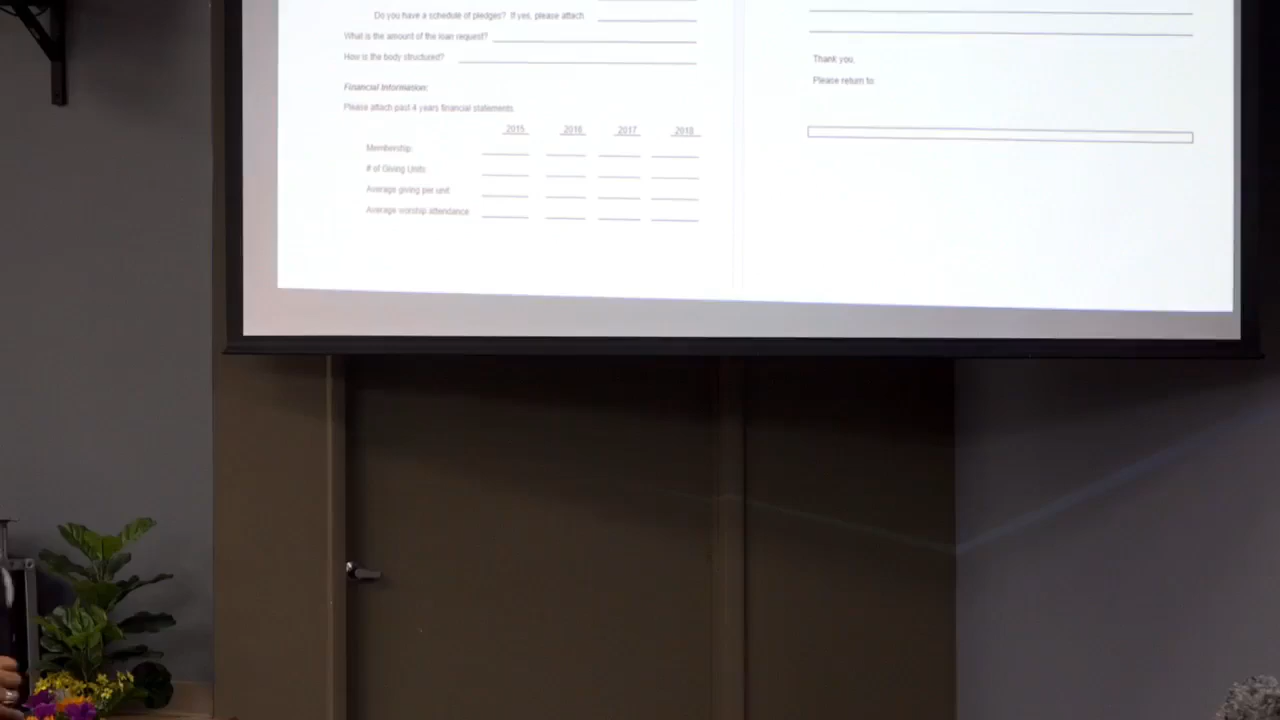 Do you have a schedule of pledges? If yes, please attach
What is the amount of the loan request?
How is the body structured?
Financial Information:
Please attach past 4 years financial statements
2015 2016 2017 2018
Membership:
# of Giving Units:
Average giving per unit
Average worship attendance
Thank you,
Please return to: